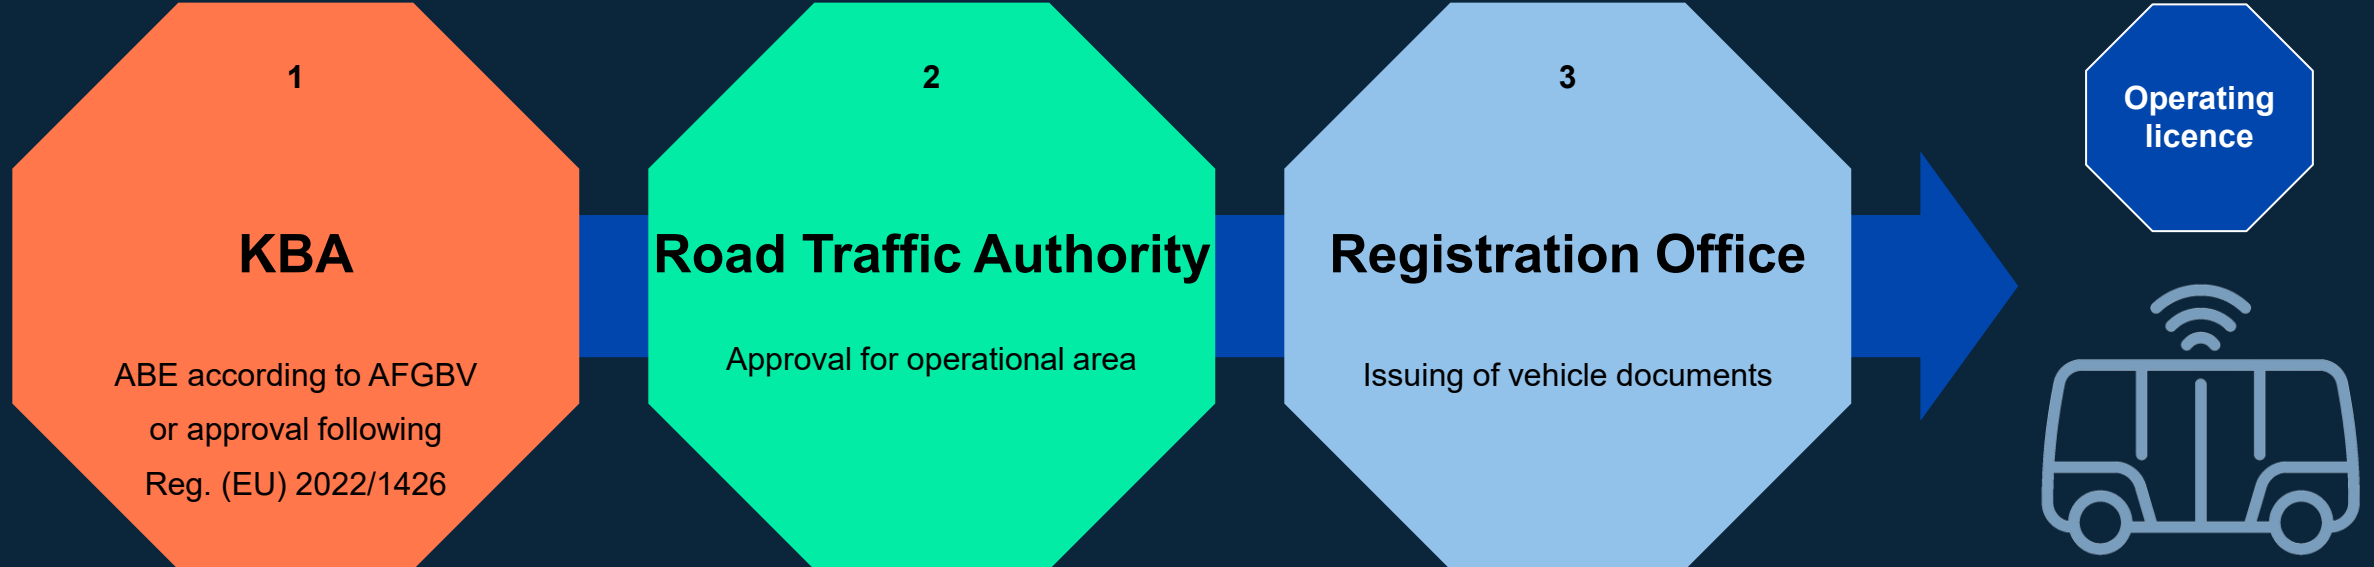 1
KBA
ABE according to AFGBV
or approval following
Reg. (EU) 2022/1426
2
Road Traffic Authority
Approval for operational area
3
Registration Office
Issuing of vehicle documents
Operating
licence